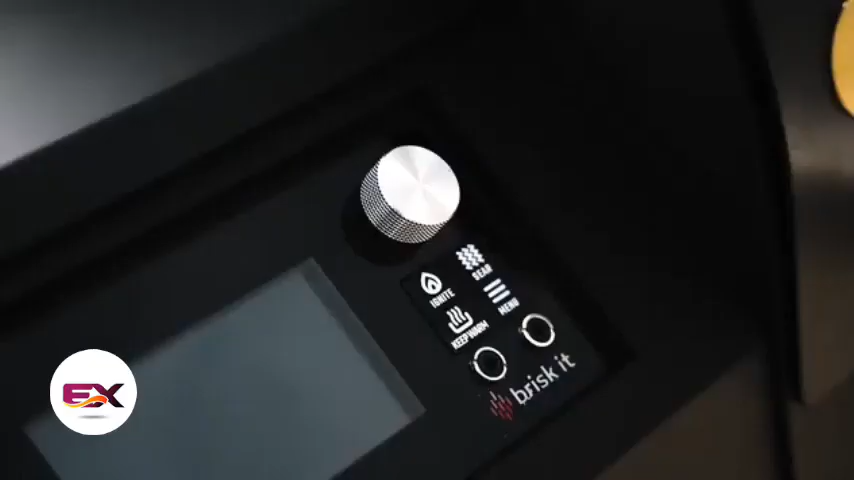 SEAR
IGNITE
MENU
KEEP WARM
brisk it
EX